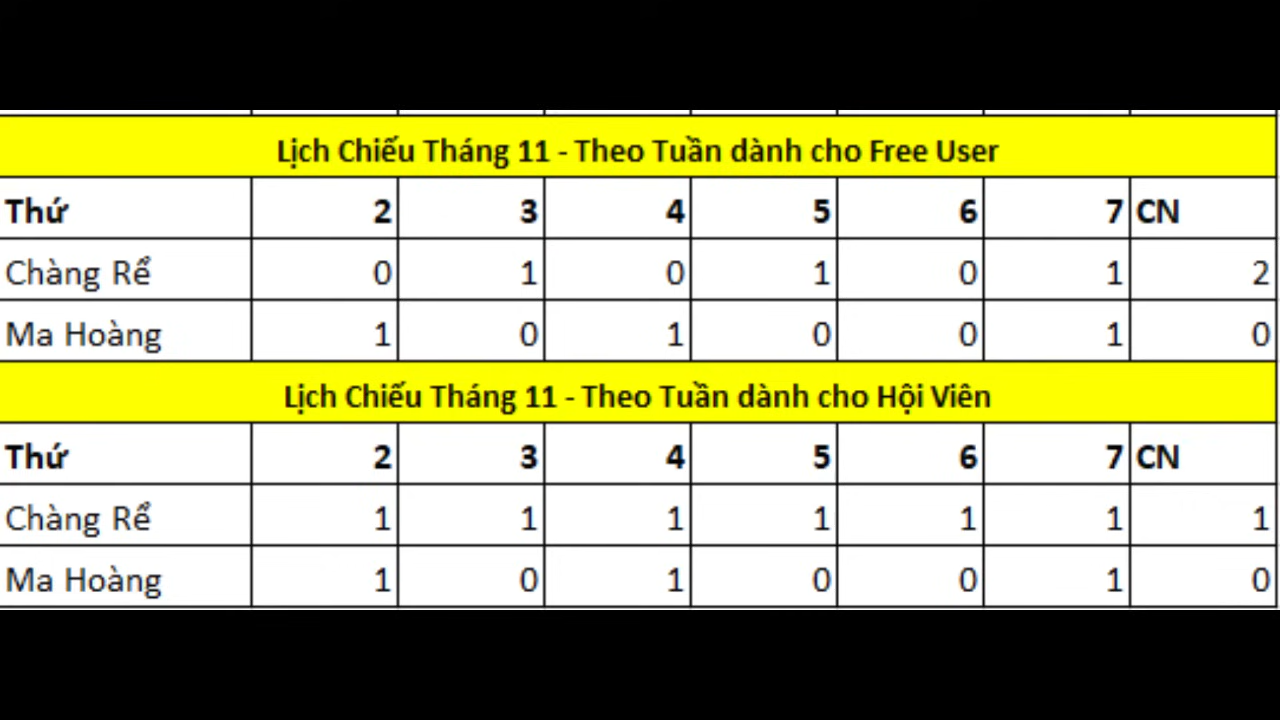 Lịch Chiếu Tháng 11 - Theo Tuần dành cho Free User
Thứ 2 3 4 5 6 7 CN
Chàng Rể 0 1 0 1 0 1 2
Ma Hoàng 1 0 1 0 0 1 0
Lịch Chiếu Tháng 11 - Theo Tuần dành cho Hội Viên
Thứ 2 3 4 5 6 7 CN
Chàng Rể 1 1 1 1 1 1 1
Ma Hoàng 1 0 1 0 0 1 0